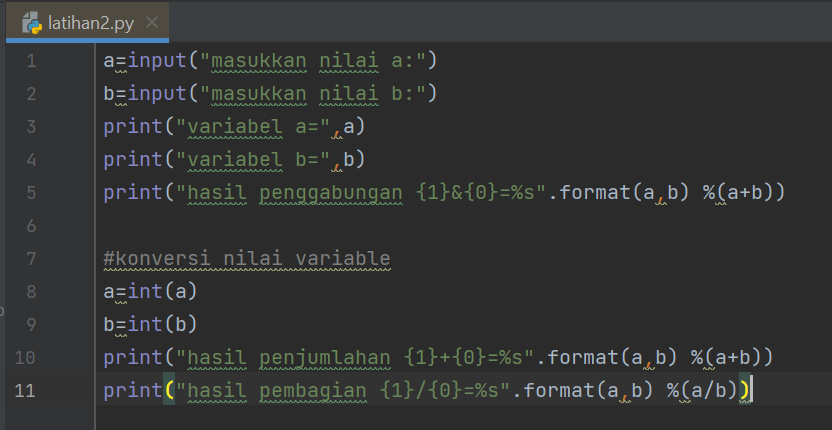 latihan2.py
1 a=input("masukkan nilai a:")
2 b=input("masukkan nilai b:")
3 print("variabel a=",a)
4 print("variabel b=",b)
5 print("hasil penggabungan {1}&{0}=%s".format(a,b) %(a+b))
6
7 #konversi nilai variable
8 a=int(a)
9 b=int(b)
10 print("hasil penjumlahan {1}+{0}=%s".format(a,b) %(a+b))
11 print("hasil pembagian {1}/{0}=%s".format(a,b) %(a/b))